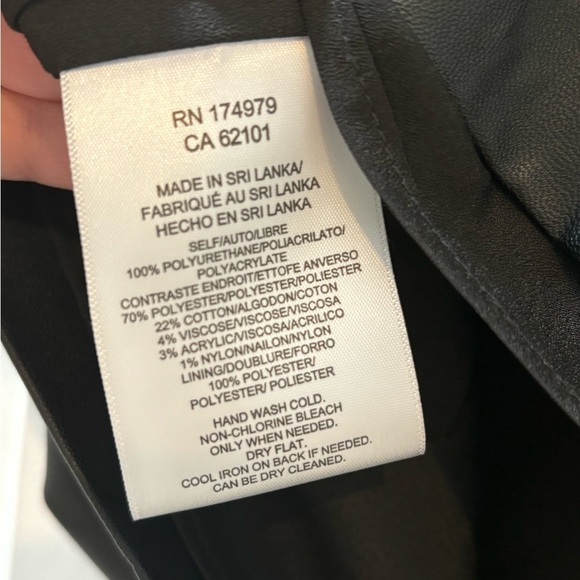 RN 174979
CA 62101
MADE IN SRI LANKA/
FABRIQUÉ AU SRI LANKA/
HECHO EN SRI LANKA
SELF/AUTO/LIBRE
100% POLYURETHANE/POLIACRILATO/
POLYACRYLATE
CONTRASTE ENDROIT/ETTOFE ANVERSO
70% POLYESTER/POLYESTER/POLIESTER
22% COTTON/ALGODON/COTON
4% VISCOSE/VISCOSE/VISCOSA
3% ACRYLIC/VISCOSA/ACRILICO
1% NYLON/NAILON/NYLON
LINING/DOUBLURE/FORRO
100% POLYESTER/
POLYESTER/ POLIESTER
HAND WASH COLD.
NON-CHLORINE BLEACH
ONLY WHEN NEEDED.
DRY FLAT.
COOL IRON ON BACK IF NEEDED.
CAN BE DRY CLEANED.